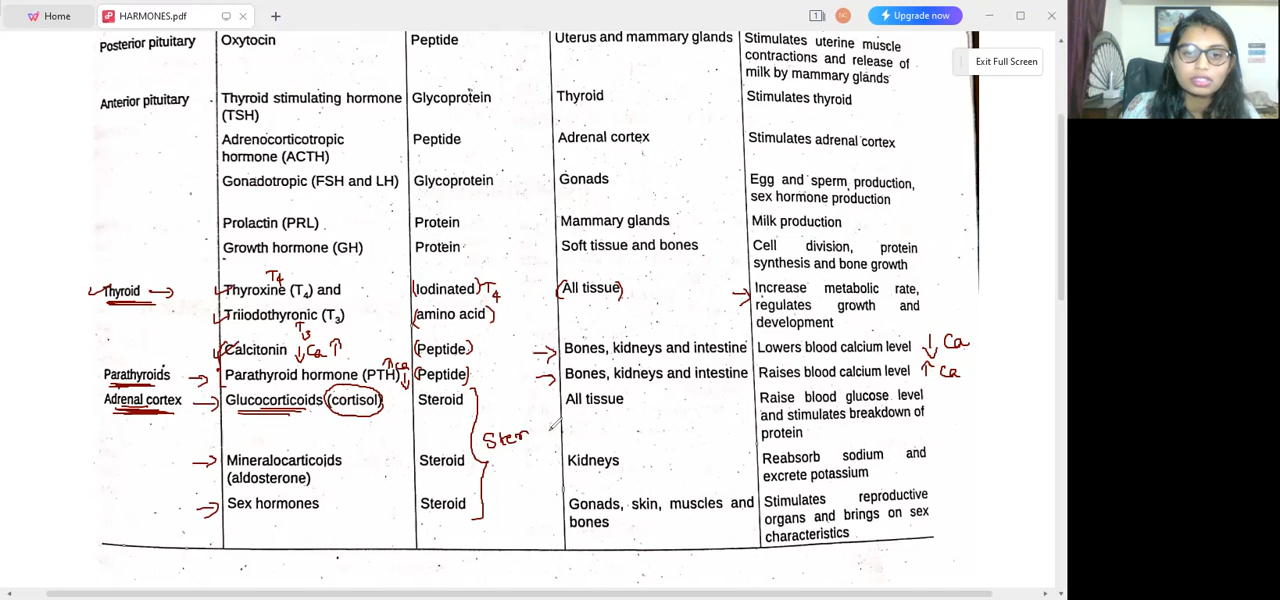 Home
HARMONES.pdf
1
NC
Upgrade now
Exit Full Screen
Posterior pituitary Oxytocin Peptide Uterus and mammary glands Stimulates uterine muscle
contractions and release of
milk by mammary glands
Anterior pituitary Thyroid stimulating hormone Glycoprotein Thyroid Stimulates thyroid
(TSH)
Adrenocorticotropic Peptide Adrenal cortex Stimulates adrenal cortex
hormone (ACTH)
Gonadotropic (FSH and LH) Glycoprotein Gonads Egg and sperm production,
sex hormone production
Prolactin (PRL) Protein Mammary glands Milk production
Growth hormone (GH) Protein Soft tissue and bones Cell division, protein
synthesis and bone growth
T4
Thyroid → Thyroxine (T4) and (Iodinated) T4 (All tissue) → Increase metabolic rate,
Triiodothyronic (T3) (amino acid) regulates growth and
T3 development
Calcitonin ↓ Ca ↑ (Peptide) → Bones, kidneys and intestine Lowers blood calcium level ↓ Ca
Parathyroids → Parathyroid hormone (PTH) ↑ Ca ↓ (Peptide) → Bones, kidneys and intestine Raises blood calcium level ↑ Ca
Adrenal cortex → Glucocorticoids (cortisol) Steroid All tissue Raise blood glucose level
and stimulates breakdown of
protein
Ster
→ Mineralocarticoids Steroid Kidneys Reabsorb sodium and
(aldosterone) excrete potassium
→ Sex hormones Steroid Gonads, skin, muscles and Stimulates reproductive
bones organs and brings on sex
characteristics